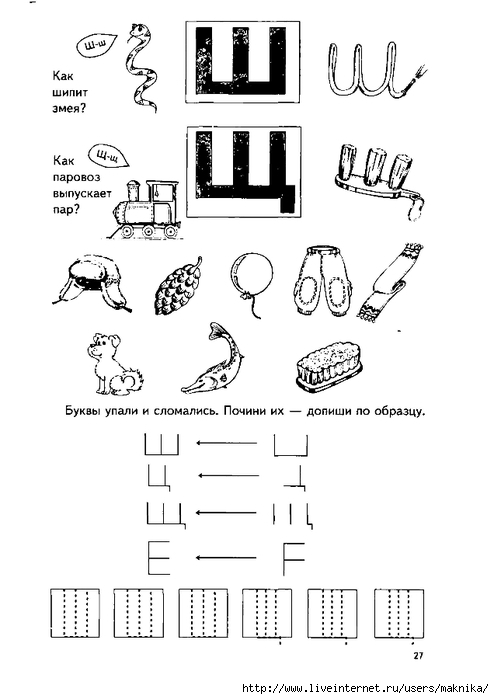 Ш-ш
Ш
Как
шипит
змея?
Щ-щ
Щ
Как
паровоз
выпускает
пар?
Буквы упали и сломались. Почини их — допиши по образцу.
Ш
Ц
Щ
Е
27
http://www.liveinternet.ru/users/maknika/